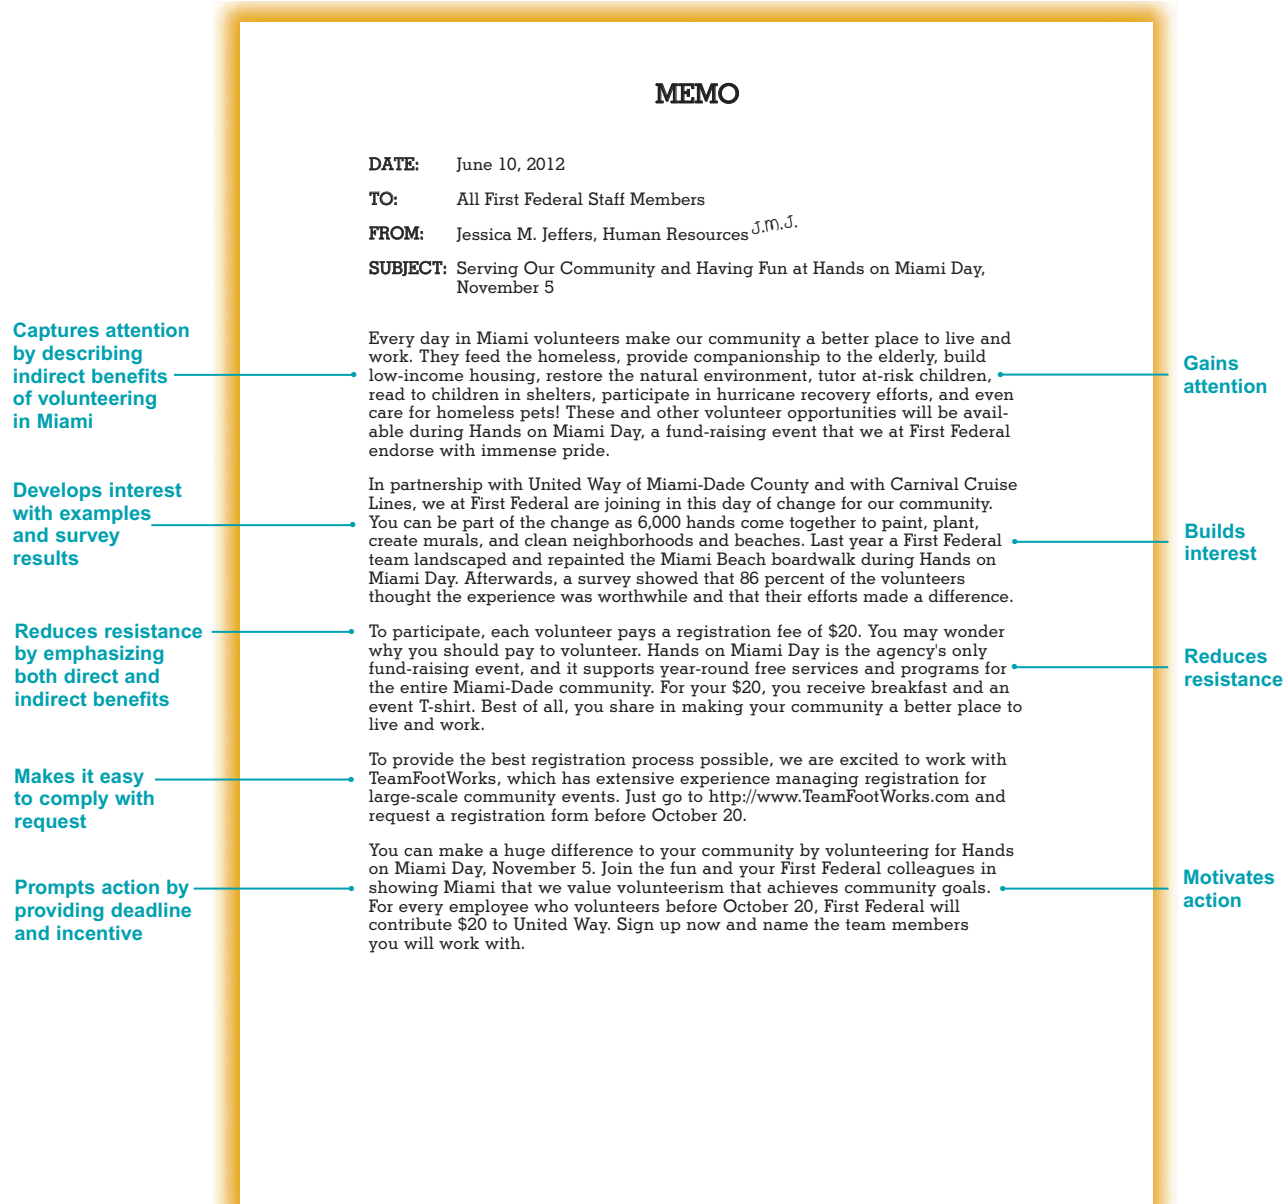 MEMO
DATE: June 10, 2012
TO: All First Federal Staff Members
FROM: Jessica M. Jeffers, Human Resources J.M.J.
SUBJECT: Serving Our Community and Having Fun at Hands on Miami Day,
November 5
Captures attention
by describing
indirect benefits
of volunteering
in Miami
Every day in Miami volunteers make our community a better place to live and
work. They feed the homeless, provide companionship to the elderly, build
low-income housing, restore the natural environment, tutor at-risk children,
read to children in shelters, participate in hurricane recovery efforts, and even
care for homeless pets! These and other volunteer opportunities will be avail-
able during Hands on Miami Day, a fund-raising event that we at First Federal
endorse with immense pride.
Gains
attention
Develops interest
with examples
and survey
results
In partnership with United Way of Miami-Dade County and with Carnival Cruise
Lines, we at First Federal are joining in this day of change for our community.
You can be part of the change as 6,000 hands come together to paint, plant,
create murals, and clean neighborhoods and beaches. Last year a First Federal
team landscaped and repainted the Miami Beach boardwalk during Hands on
Miami Day. Afterwards, a survey showed that 86 percent of the volunteers
thought the experience was worthwhile and that their efforts made a difference.
Builds
interest
Reduces resistance
by emphasizing
both direct and
indirect benefits
To participate, each volunteer pays a registration fee of $20. You may wonder
why you should pay to volunteer. Hands on Miami Day is the agency's only
fund-raising event, and it supports year-round free services and programs for
the entire Miami-Dade community. For your $20, you receive breakfast and an
event T-shirt. Best of all, you share in making your community a better place to
live and work.
Reduces
resistance
Makes it easy
to comply with
request
To provide the best registration process possible, we are excited to work with
TeamFootWorks, which has extensive experience managing registration for
large-scale community events. Just go to http://www.TeamFootWorks.com and
request a registration form before October 20.
Prompts action by
providing deadline
and incentive
You can make a huge difference to your community by volunteering for Hands
on Miami Day, November 5. Join the fun and your First Federal colleagues in
showing Miami that we value volunteerism that achieves community goals.
For every employee who volunteers before October 20, First Federal will
contribute $20 to United Way. Sign up now and name the team members
you will work with.
Motivates
action